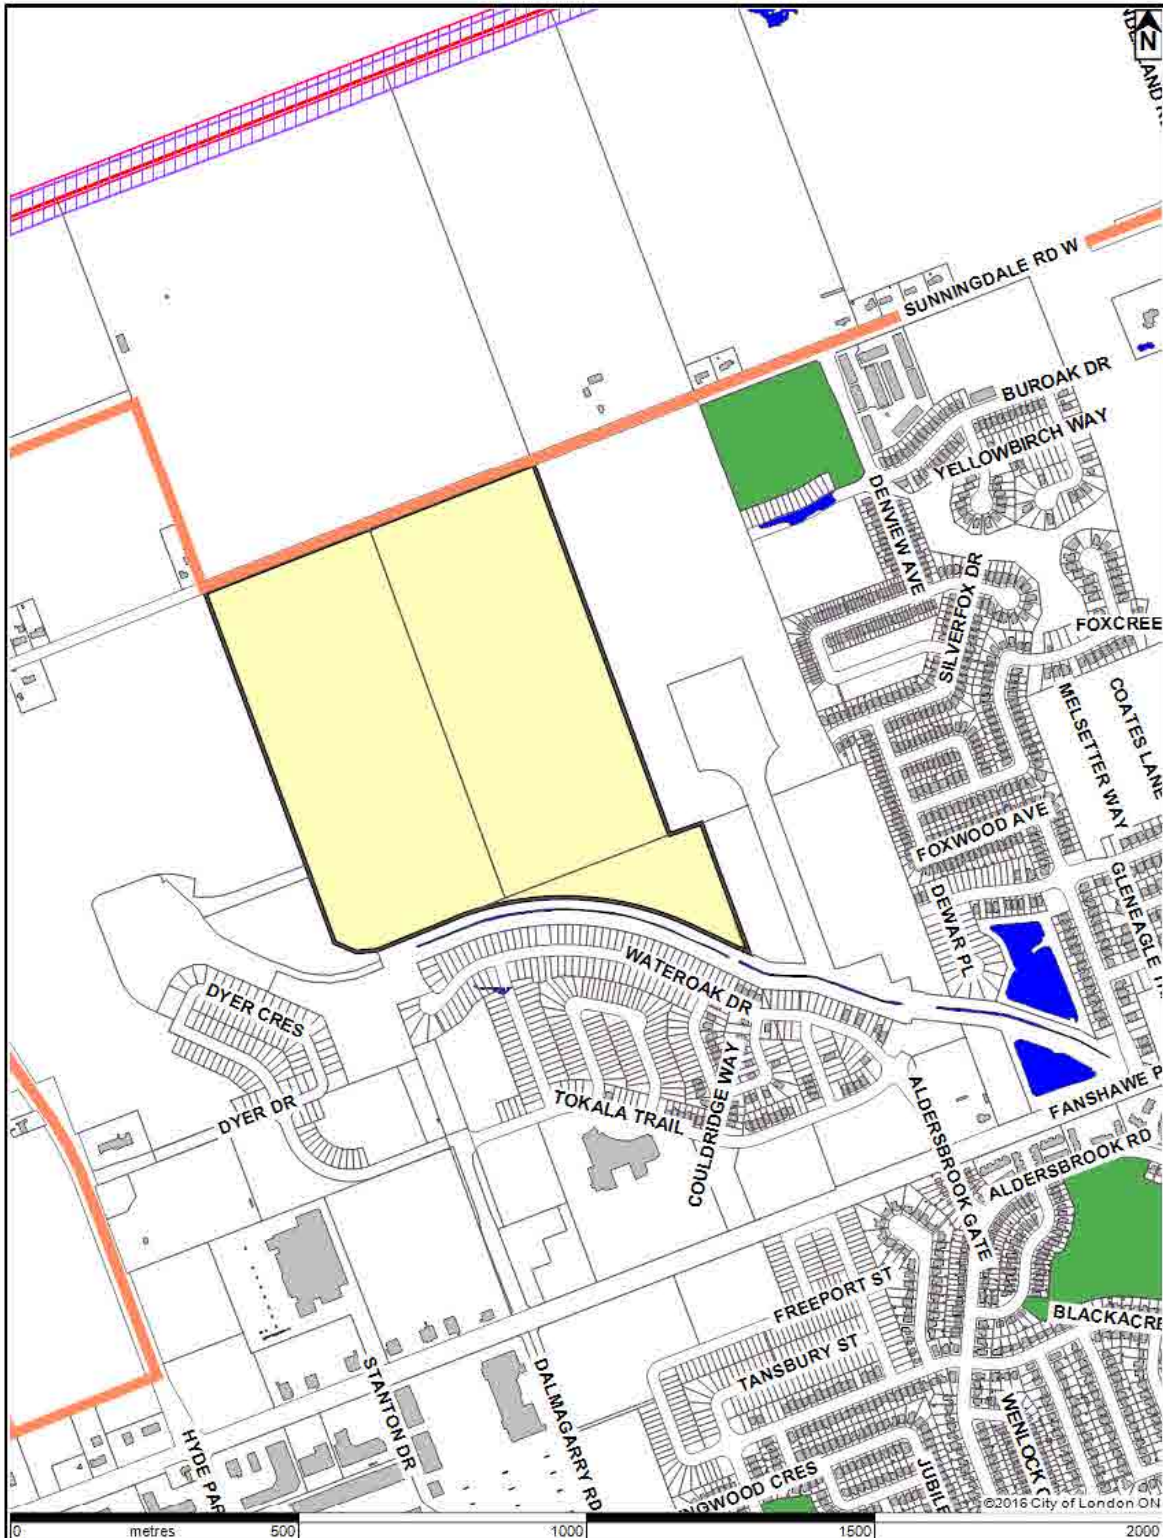 N
SUNNINGDALE RD W
BUROAK DR
YELLOWBIRCH WAY
DENVIEW AVE
SILVERFOX DR
FOXCREE
MELSETTER WAY
COATES LANE
FOXWOOD AVE
DEWAR PL
GLENEAGLE
WATEROAK DR
DYER CRES
DYER DR
TOKALA TRAIL
COULDRIDGE WAY
FANSHAWE P
ALDERSBROOK RD
ALDERSBROOK GATE
FREEPORT ST
BLACKACRE
TANSBURY ST
STANTON DR
DALMAGARRY RD
WENLOCK
HYDE PAR
NGWOOD CRES
JUBILE
©2016 City of London ON
0 metres 500 1000 1500 2000